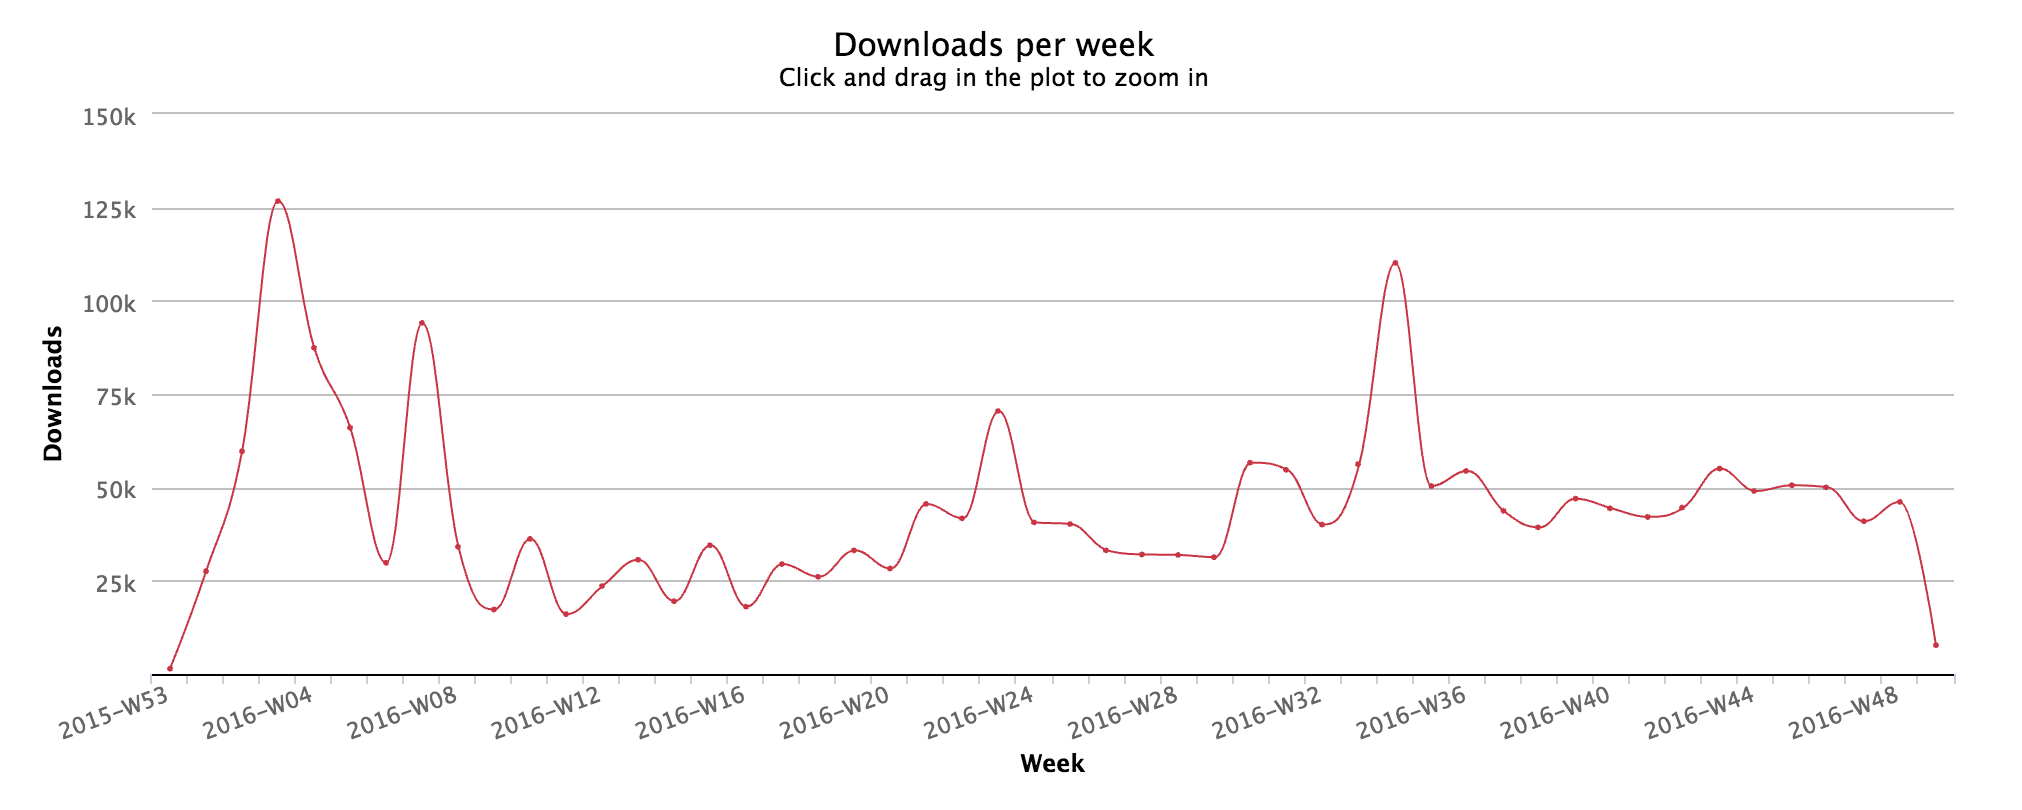 Downloads per week
Click and drag in the plot to zoom in
150k
125k
100k
75k
50k
25k
Downloads
2015–W53
2016–W04
2016–W08
2016–W12
2016–W16
2016–W20
2016–W24
2016–W28
2016–W32
2016–W36
2016–W40
2016–W44
2016–W48
Week